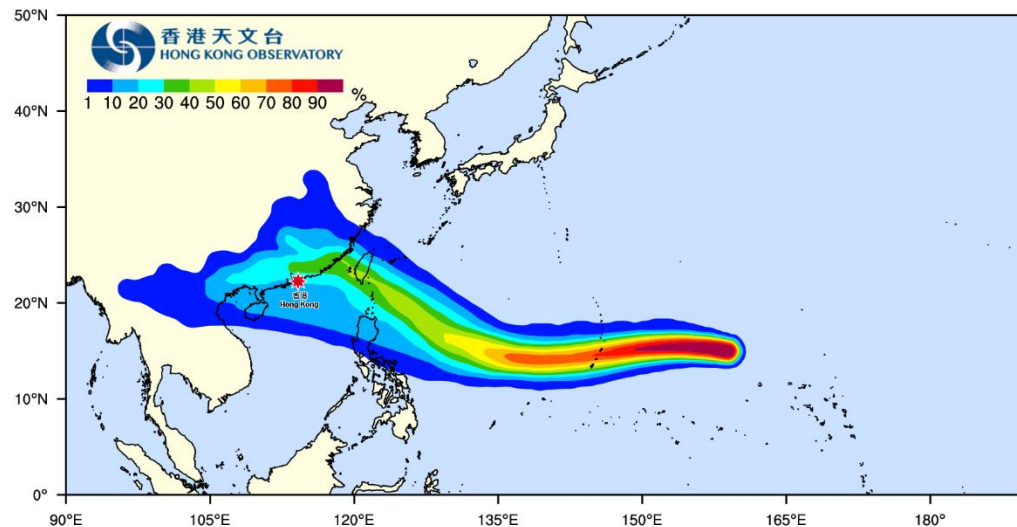 50°N
香港天文台
HONG KONG OBSERVATORY
%
1 10 20 30 40 50 60 70 80 90
40°N
30°N
20°N
香港
Hong Kong
10°N
0°
90°E 105°E 120°E 135°E 150°E 165°E 180°